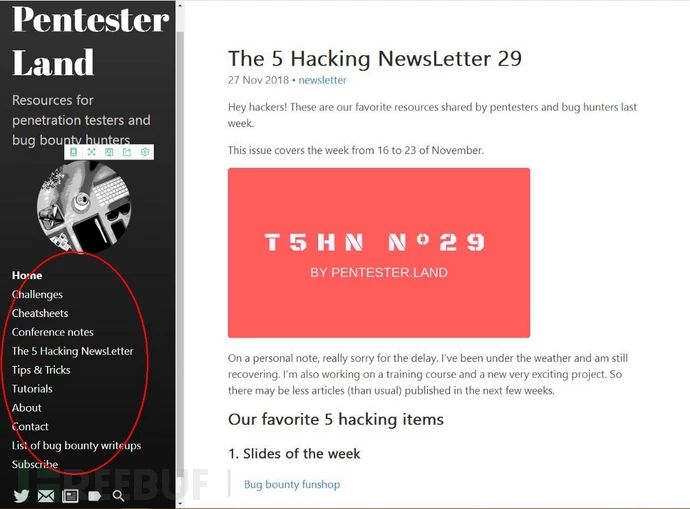 Pentester
Land
Resources for
penetration testers and
bug bounty hunters
Home
Challenges
Cheatsheets
Conference notes
The 5 Hacking NewsLetter
Tips & Tricks
Tutorials
About
Contact
List of bug bounty writeups
Subscribe
The 5 Hacking NewsLetter 29
27 Nov 2018 • newsletter
Hey hackers! These are our favorite resources shared by pentesters and bug hunters last
week.
This issue covers the week from 16 to 23 of November.
T5HN Nº29
BY PENTESTER.LAND
On a personal note, really sorry for the delay. I've been under the weather and am still
recovering. I'm also working on a training course and a new very exciting project. So
there may be less articles (than usual) published in the next few weeks.
Our favorite 5 hacking items
1. Slides of the week
Bug bounty funshop
FREEBUF